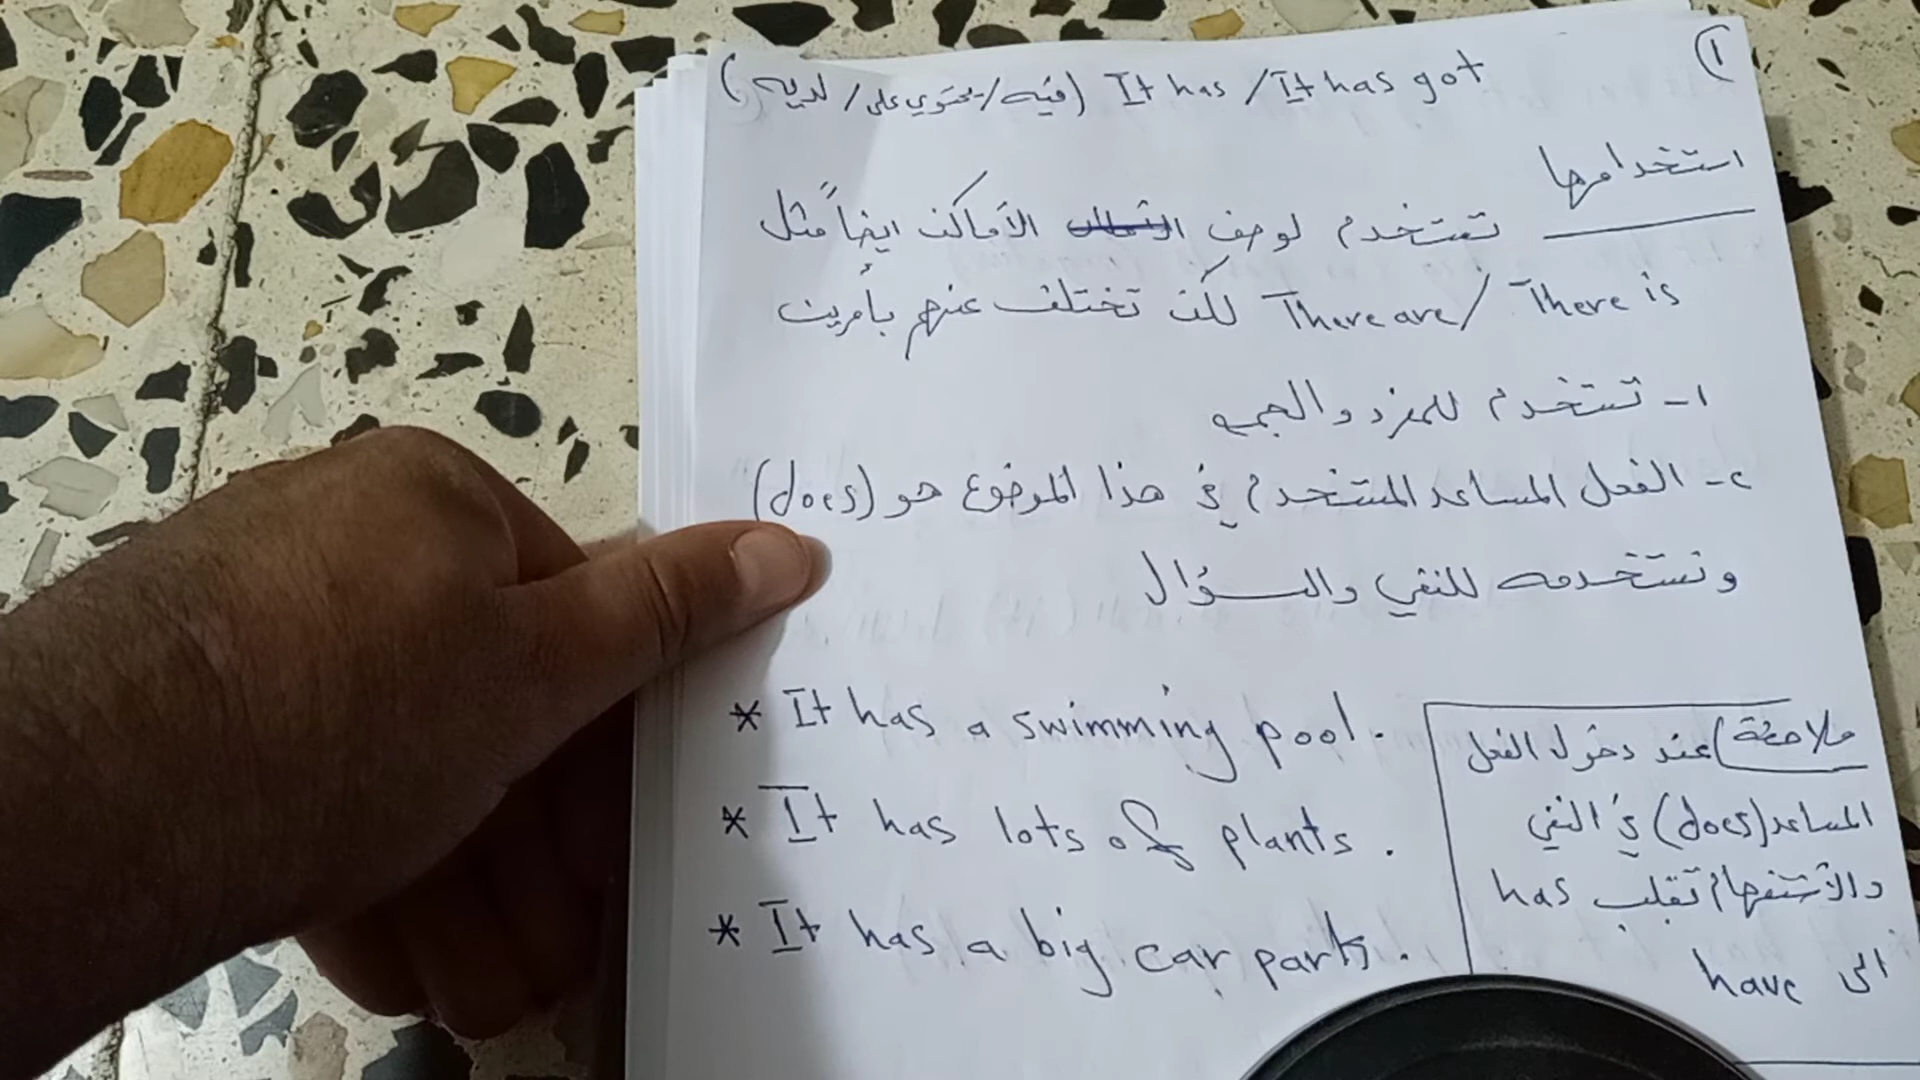 (١
It has / It has got (فيه / يحتوي على / لديه)
استخدامها
تستخدم لوصف الأماكن ايضاً مثل
There is / There are لكن تختلف عنهم بأمرين
١- تستخدم للمفرد والجمع
٢- الفعل المساعد المستخدم في هذا الموضوع هو (does)
ونستخدمه للنفي والسؤال
* It has a swimming pool.
* It has lots of plants.
* It has a big car park.
ملاحظة) عند دخول الفعل
المساعد (does) في النفي
والأستفهام تقلب has
الى have